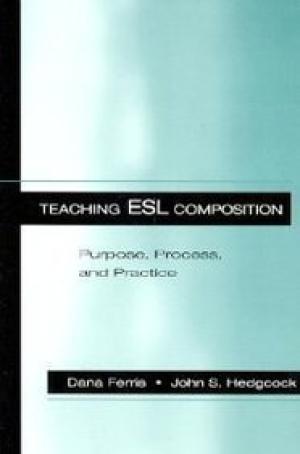 TEACHING ESL COMPOSITION
Purpose, Process,
and Practice
Dana Ferris • John S. Hedgcock